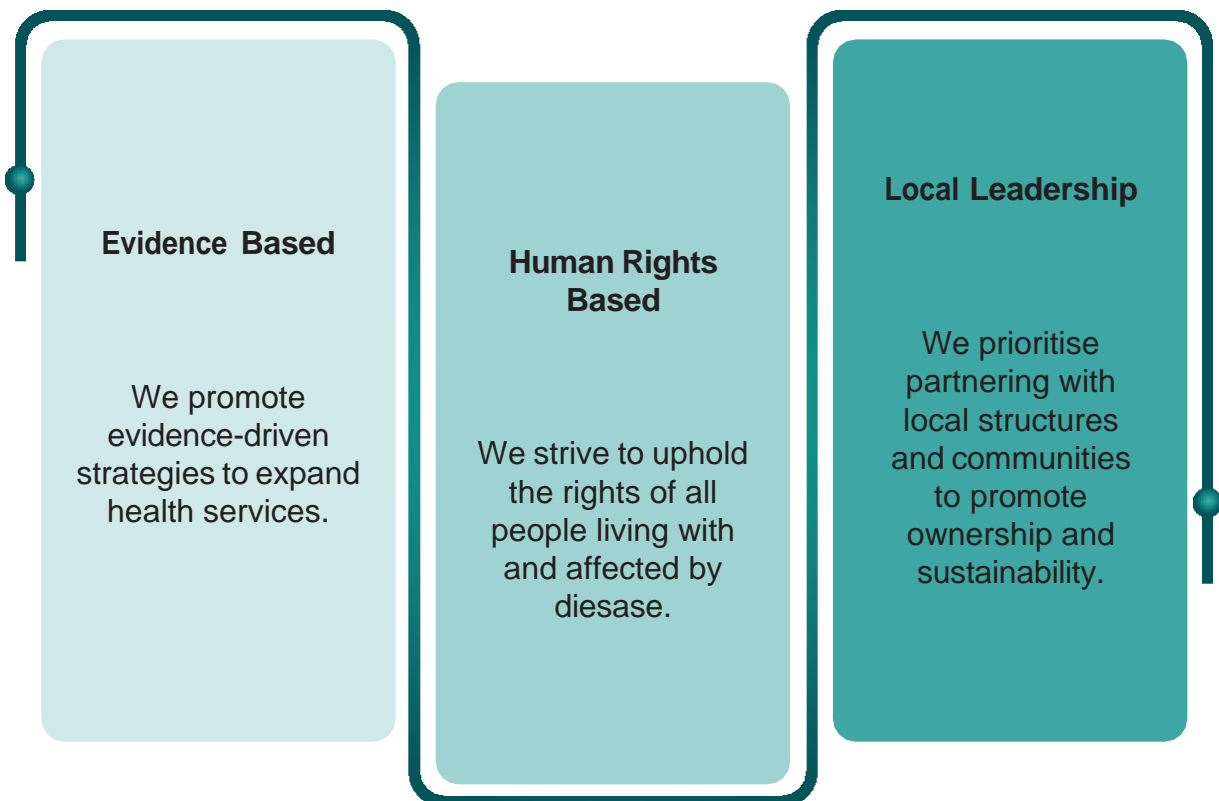 Evidence Based
We promote
evidence-driven
strategies to expand
health services.
Human Rights
Based
We strive to uphold
the rights of all
people living with
and affected by
diesase.
Local Leadership
We prioritise
partnering with
local structures
and communities
to promote
ownership and
sustainability.